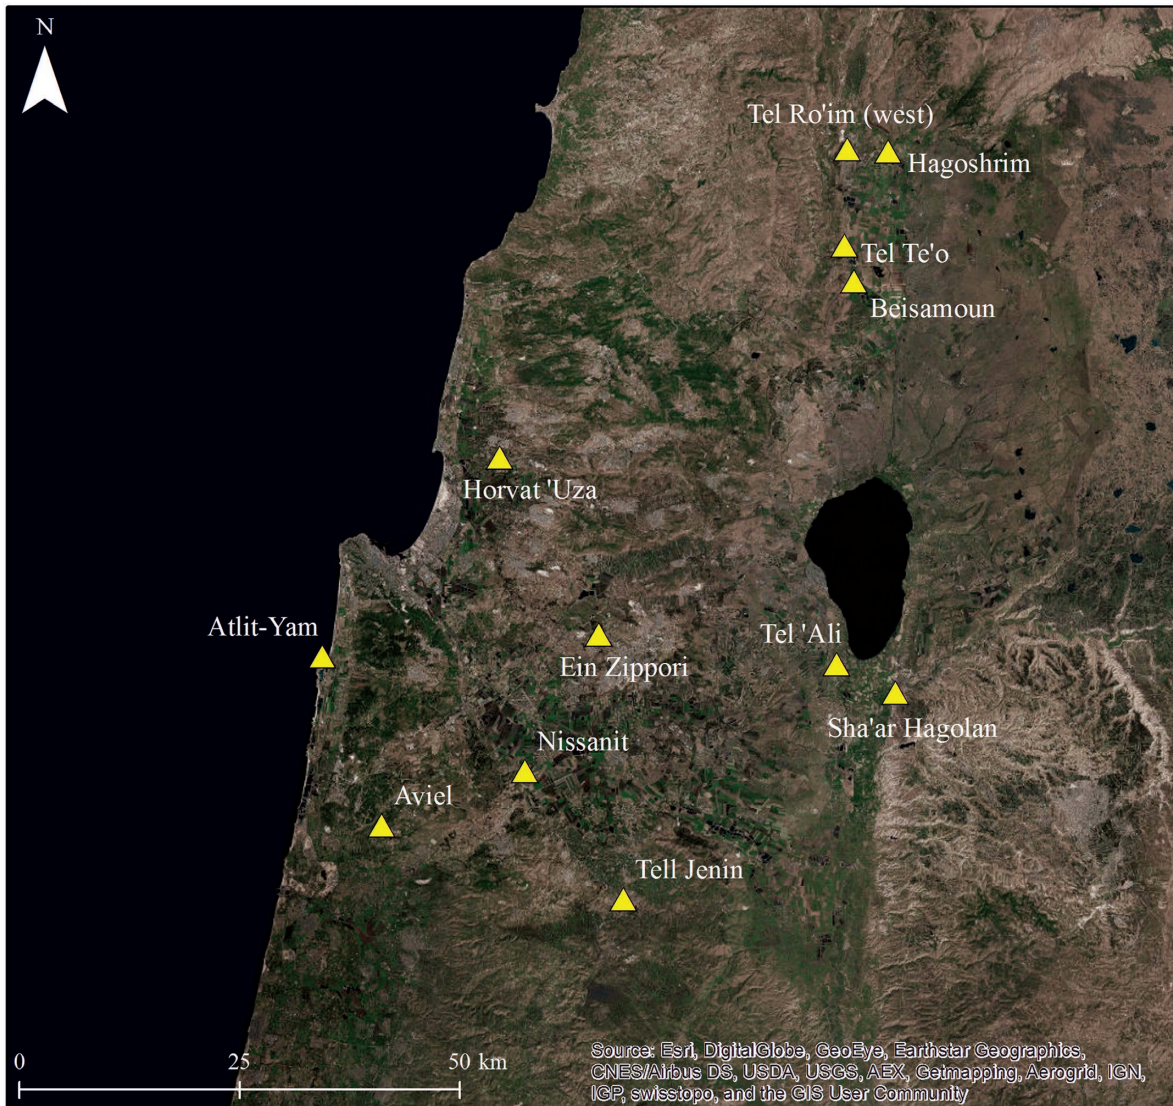 N
Tel Ro'im (west)
Hagoshrim
Tel Te'o
Beisamoun
Horvat 'Uza
Atlit-Yam
Tel 'Ali
Ein Zippori
Sha'ar Hagolan
Nissanit
Aviel
Tell Jenin
0 25 50 km
Source: Esri, DigitalGlobe, GeoEye, Earthstar Geographics,
CNES/Airbus DS, USDA, USGS, AEX, Getmapping, Aerogrid, IGN,
IGP, swisstopo, and the GIS User Community